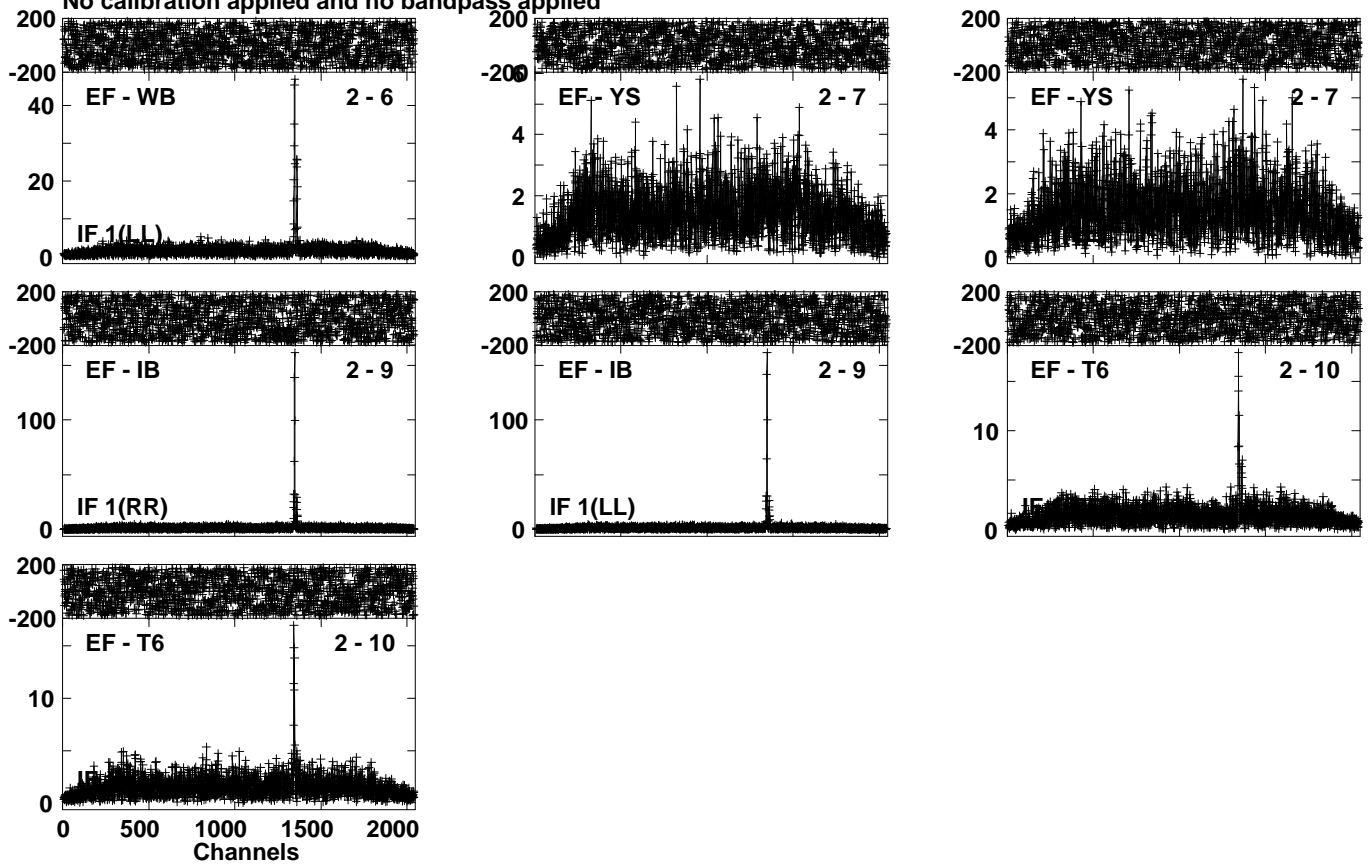 No calibration applied and no bandpass applied
200
-200
EF - WB 2 - 6
40
20
0
IF 1(LL)
200
-200
6
EF - YS 2 - 7
4
2
0
200
-200
EF - YS 2 - 7
4
2
0
200
-200
EF - IB 2 - 9
100
0
IF 1(RR)
200
-200
EF - IB 2 - 9
100
0
IF 1(LL)
200
-200
EF - T6 2 - 10
10
0
IF
200
-200
EF - T6 2 - 10
10
0
IF
0 500 1000 1500 2000
Channels